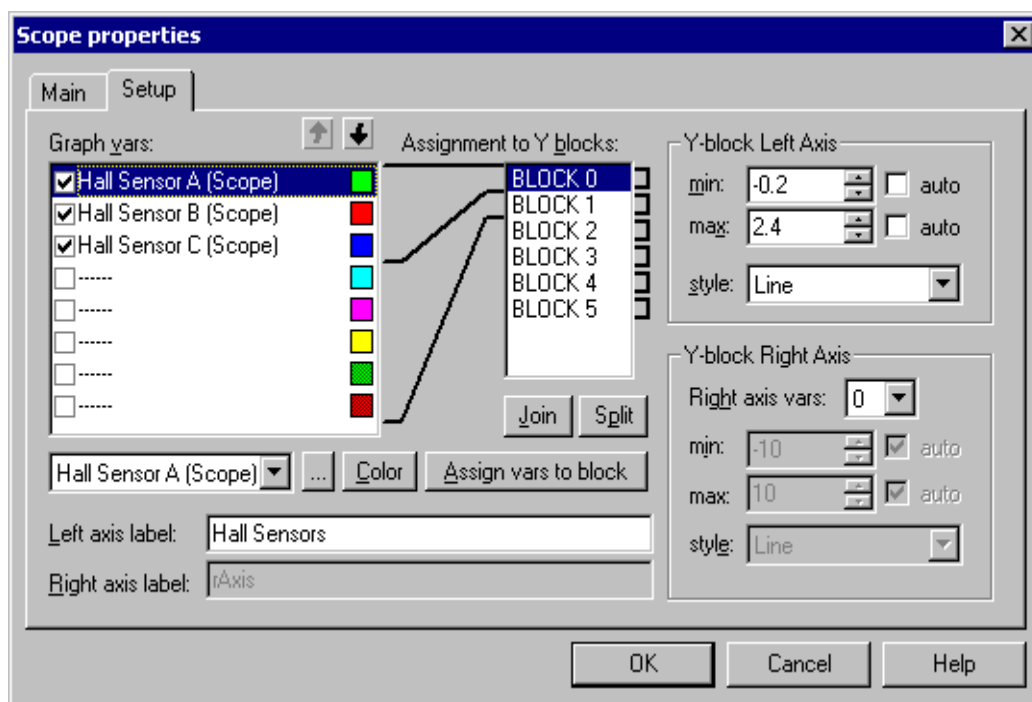 Scope properties
Main
Setup
Graph vars:
Hall Sensor A (Scope)
Hall Sensor B (Scope)
Hall Sensor C (Scope)
------
------
------
------
------
Hall Sensor A (Scope)
...
Color
Assignment to Y blocks:
BLOCK 0
BLOCK 1
BLOCK 2
BLOCK 3
BLOCK 4
BLOCK 5
Join
Split
Assign vars to block
Left axis label:
Hall Sensors
Right axis label:
rAxis
Y-block Left Axis
min:
-0.2
auto
max:
2.4
auto
style:
Line
Y-block Right Axis
Right axis vars:
0
min:
-10
auto
max:
10
auto
style:
Line
OK
Cancel
Help